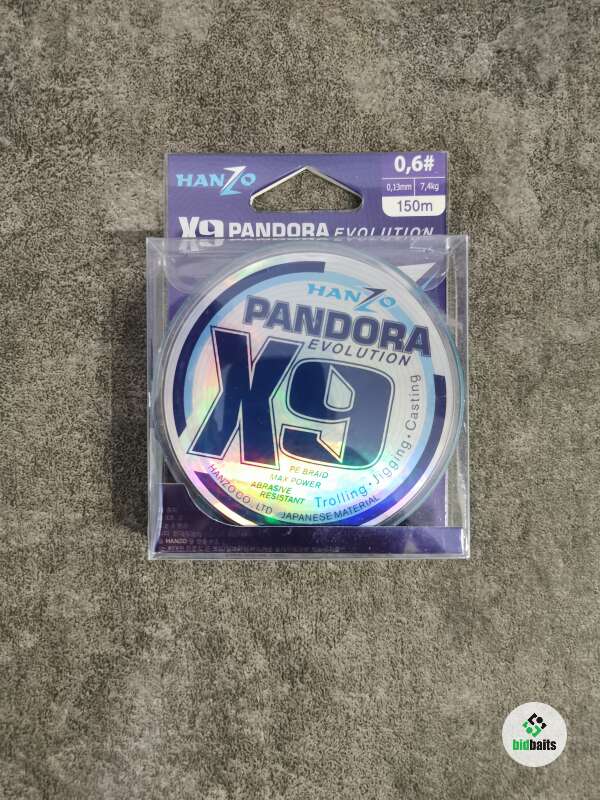 HANZO
0,6#
0,13mm 7,4kg
150m
X9 PANDORA EVOLUTION
HANZO
PANDORA
EVOLUTION
X9
PE BRAID
MAX POWER
ABRASIVE
RESISTANT
Trolling · Jigging · Casting
HANZO CO., LTD JAPANESE MATERIAL
HANZO
bidbaits